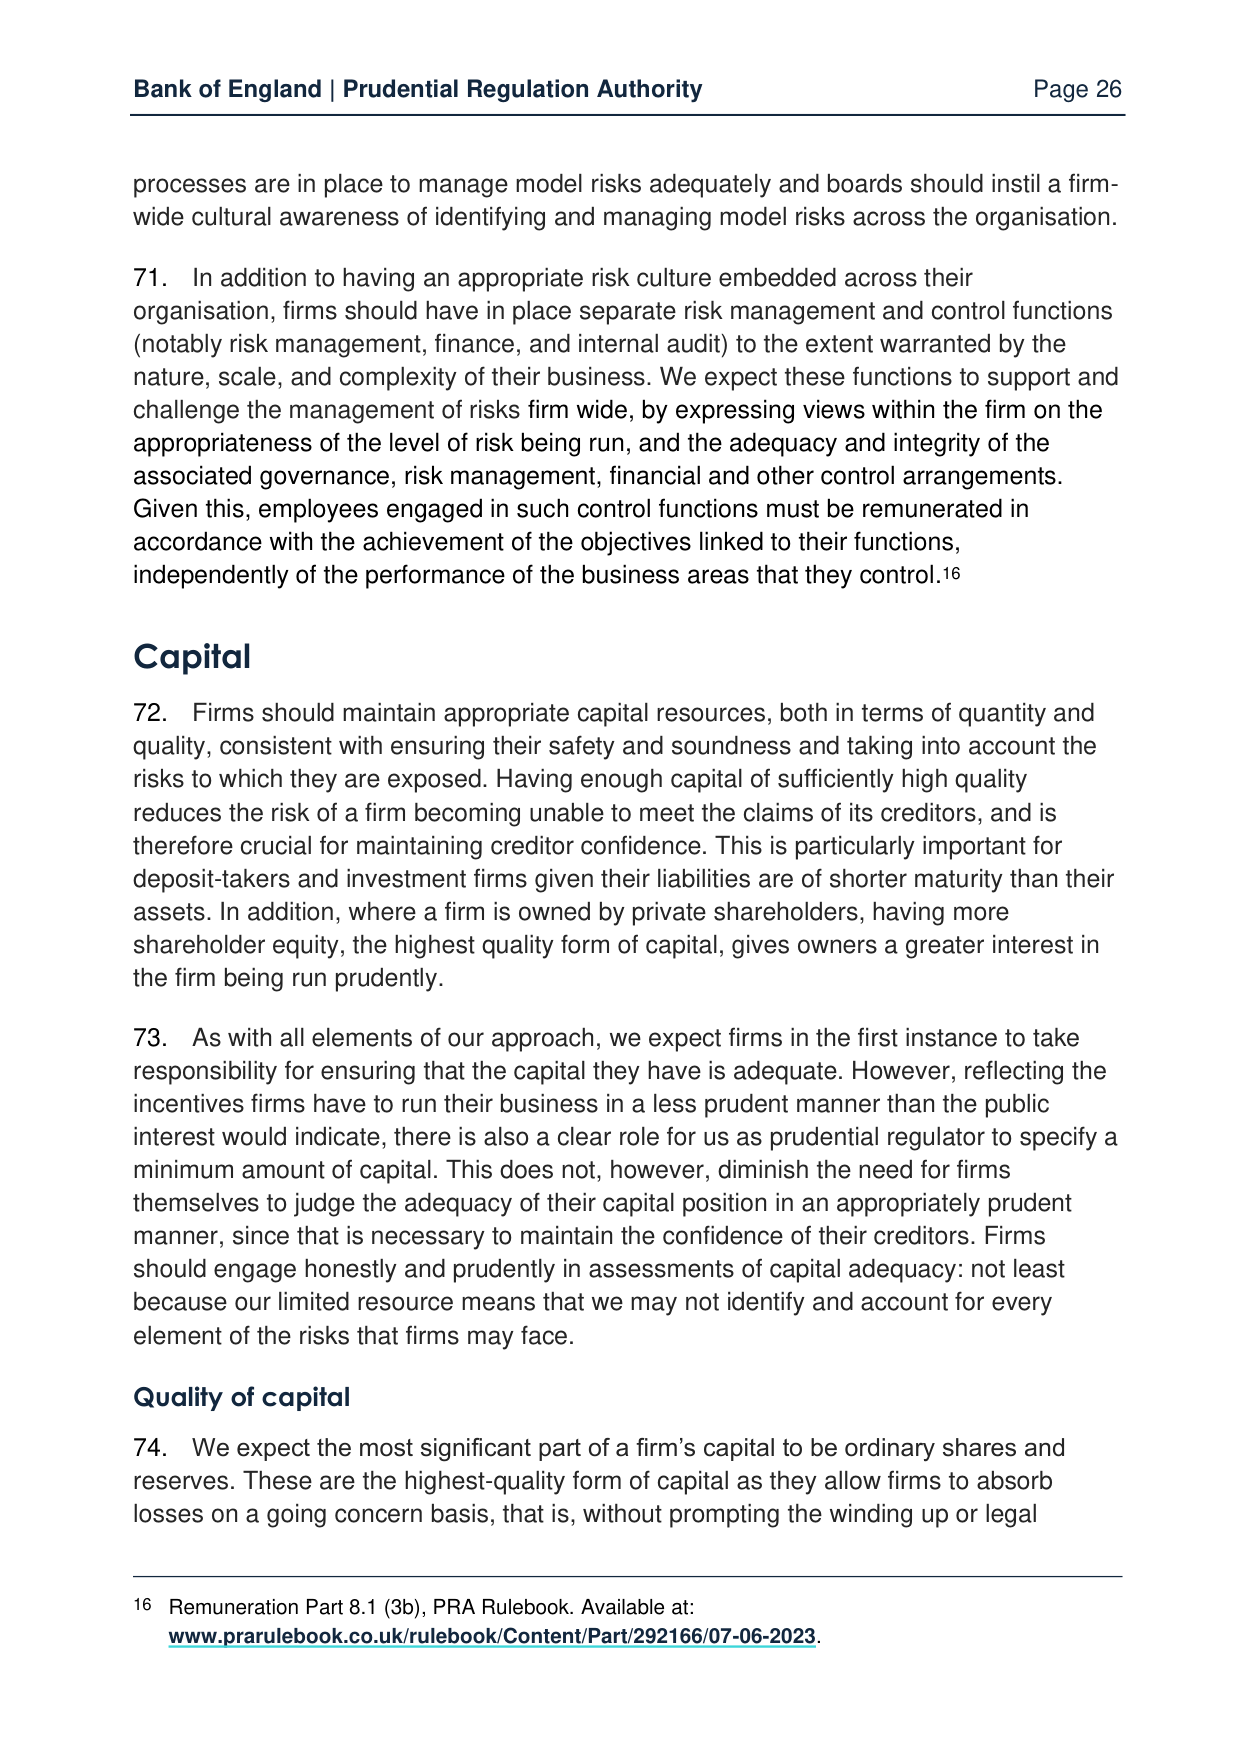 Bank of England | Prudential Regulation Authority Page 26
processes are in place to manage model risks adequately and boards should instil a firm-
wide cultural awareness of identifying and managing model risks across the organisation.
71. In addition to having an appropriate risk culture embedded across their
organisation, firms should have in place separate risk management and control functions
(notably risk management, finance, and internal audit) to the extent warranted by the
nature, scale, and complexity of their business. We expect these functions to support and
challenge the management of risks firm wide, by expressing views within the firm on the
appropriateness of the level of risk being run, and the adequacy and integrity of the
associated governance, risk management, financial and other control arrangements.
Given this, employees engaged in such control functions must be remunerated in
accordance with the achievement of the objectives linked to their functions,
independently of the performance of the business areas that they control.16
Capital
72. Firms should maintain appropriate capital resources, both in terms of quantity and
quality, consistent with ensuring their safety and soundness and taking into account the
risks to which they are exposed. Having enough capital of sufficiently high quality
reduces the risk of a firm becoming unable to meet the claims of its creditors, and is
therefore crucial for maintaining creditor confidence. This is particularly important for
deposit-takers and investment firms given their liabilities are of shorter maturity than their
assets. In addition, where a firm is owned by private shareholders, having more
shareholder equity, the highest quality form of capital, gives owners a greater interest in
the firm being run prudently.
73. As with all elements of our approach, we expect firms in the first instance to take
responsibility for ensuring that the capital they have is adequate. However, reflecting the
incentives firms have to run their business in a less prudent manner than the public
interest would indicate, there is also a clear role for us as prudential regulator to specify a
minimum amount of capital. This does not, however, diminish the need for firms
themselves to judge the adequacy of their capital position in an appropriately prudent
manner, since that is necessary to maintain the confidence of their creditors. Firms
should engage honestly and prudently in assessments of capital adequacy: not least
because our limited resource means that we may not identify and account for every
element of the risks that firms may face.
Quality of capital
74. We expect the most significant part of a firm’s capital to be ordinary shares and
reserves. These are the highest-quality form of capital as they allow firms to absorb
losses on a going concern basis, that is, without prompting the winding up or legal
16 Remuneration Part 8.1 (3b), PRA Rulebook. Available at:
www.prarulebook.co.uk/rulebook/Content/Part/292166/07-06-2023.